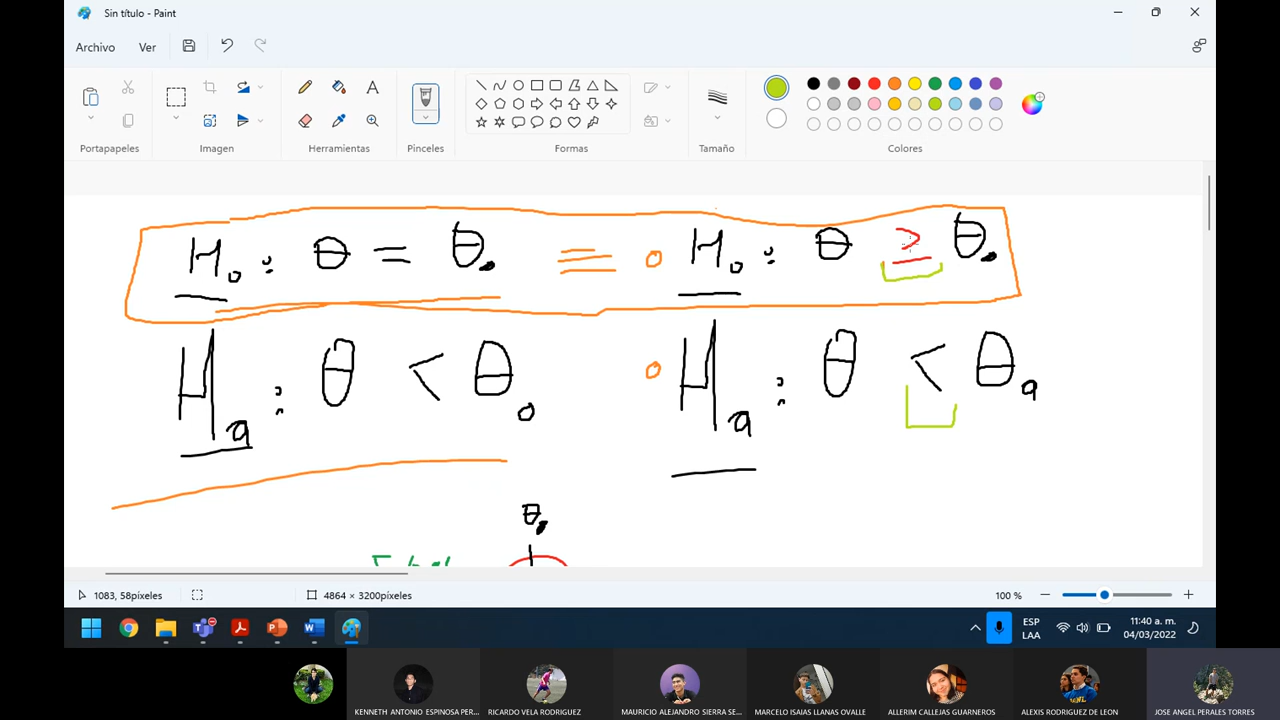 Sin título - Paint
Archivo Ver
Portapapeles Imagen Herramientas Pinceles Formas Tamaño Colores
H₀ : θ = θ₀ ≡ H₀ : θ ≥ θ₀
Hₐ : θ < θ₀ Hₐ : θ < θₐ
θ₀
1083, 58píxeles 4864 × 3200píxeles 100 %
ESP
LAA
11:40 a. m.
04/03/2022
KENNETH ANTONIO ESPINOSA PER... RICARDO VELA RODRIGUEZ MAURICIO ALEJANDRO SIERRA SE... MARCELO ISAIAS LLANAS OVALLE ALLERIM CALLEJAS GUARNEROS ALEXIS RODRIGUEZ DE LEON JOSE ANGEL PERALES TORRES